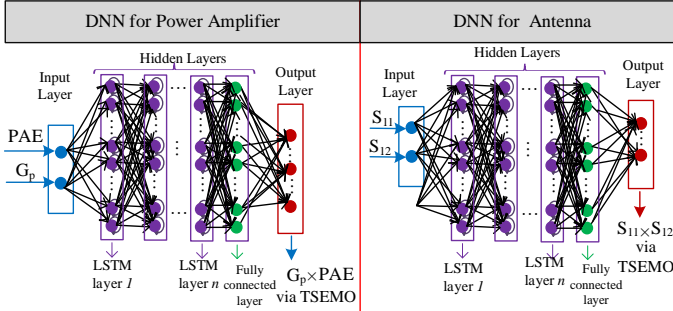 DNN for Power Amplifier
Hidden Layers
Input
Layer
Output
Layer
PAE
Gp
LSTM
layer 1
LSTM
layer n
Fully
connected
layer
Gp×PAE
via TSEMO
DNN for Antenna
Hidden Layers
Input
Layer
Output
Layer
S11
S12
LSTM
layer 1
LSTM
layer n
Fully
connected
layer
S11×S12
via
TSEMO